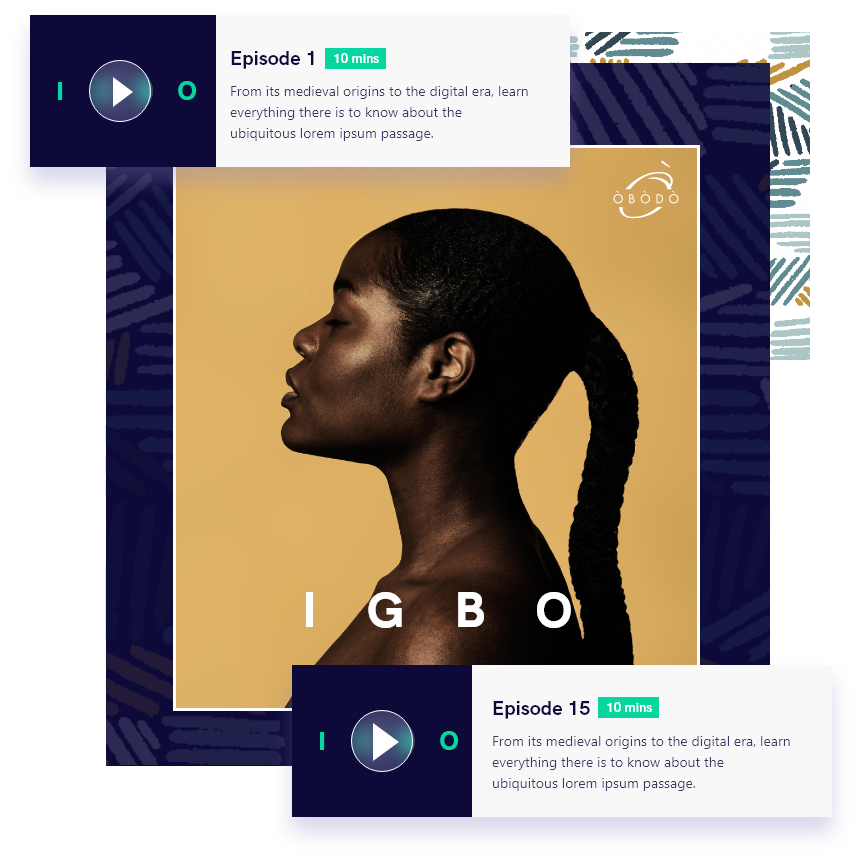 I O
Episode 1 10 mins
From its medieval origins to the digital era, learn
everything there is to know about the
ubiquitous lorem ipsum passage.
ÒBÒDÒ
I G B O
I O
Episode 15 10 mins
From its medieval origins to the digital era, learn
everything there is to know about the
ubiquitous lorem ipsum passage.